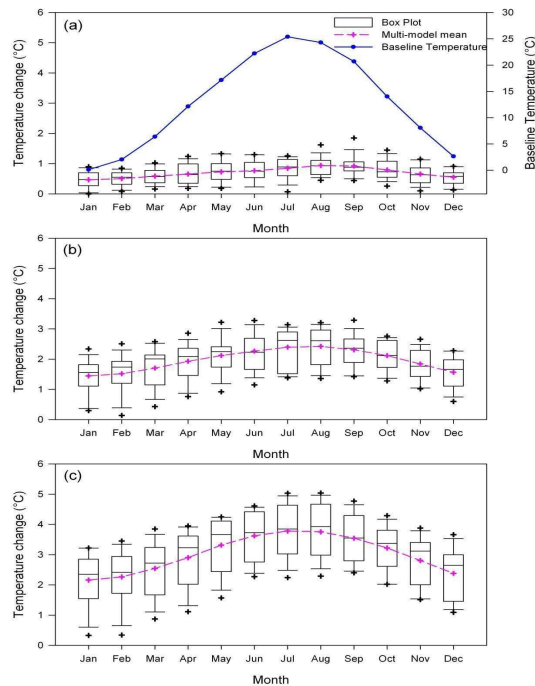 (a)
Box Plot
Multi-model mean
Baseline Temperature
Temperature change (°C)
6
5
4
3
2
1
0
Baseline Temperature (°C)
30
25
20
15
10
5
0
Jan Feb Mar Apr May Jun Jul Aug Sep Oct Nov Dec
Month
(b)
Temperature change (°C)
6
5
4
3
2
1
0
Jan Feb Mar Apr May Jun Jul Aug Sep Oct Nov Dec
Month
(c)
Temperature change (°C)
6
5
4
3
2
1
0
Jan Feb Mar Apr May Jun Jul Aug Sep Oct Nov Dec
Month